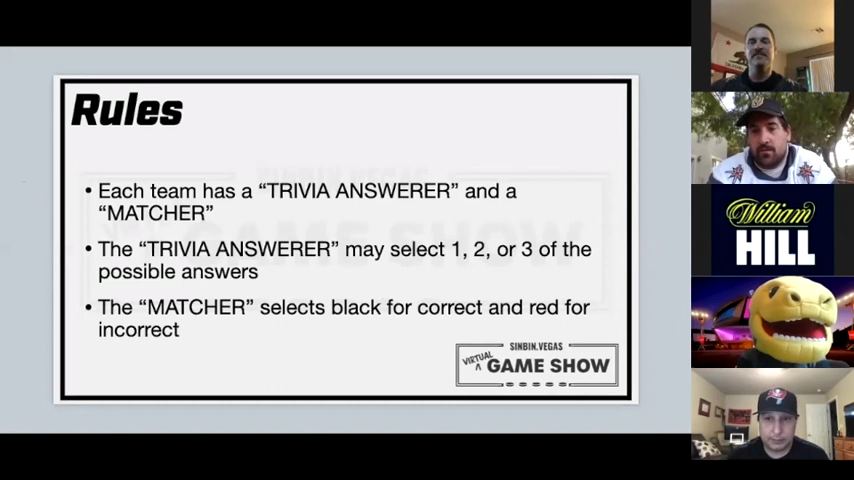 Rules
• Each team has a “TRIVIA ANSWERER” and a
“MATCHER”
• The “TRIVIA ANSWERER” may select 1, 2, or 3 of the
possible answers
• The “MATCHER” selects black for correct and red for
incorrect
SINBIN.VEGAS
VIRTUAL
^ GAME SHOW
William
HILL